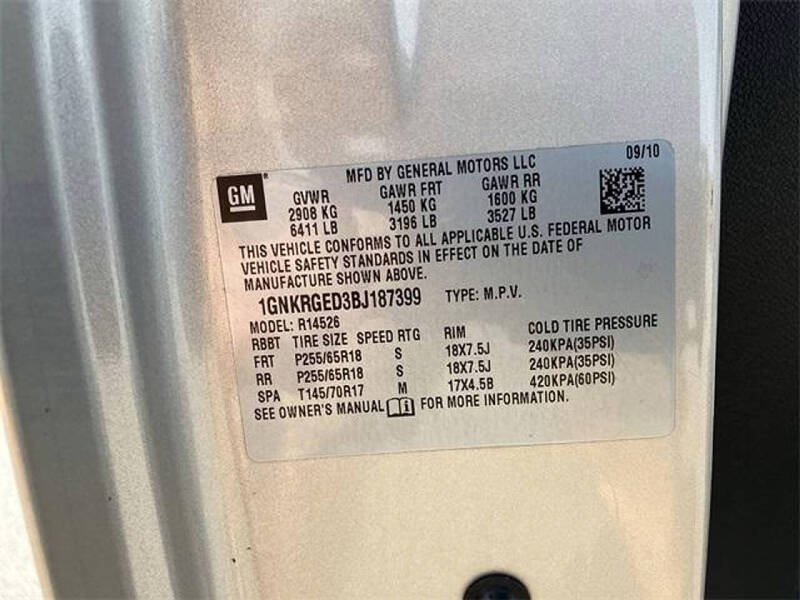 MFD BY GENERAL MOTORS LLC 09/10
GM®
GVWR GAWR FRT GAWR RR
2908 KG 1450 KG 1600 KG
6411 LB 3196 LB 3527 LB
THIS VEHICLE CONFORMS TO ALL APPLICABLE U.S. FEDERAL MOTOR
VEHICLE SAFETY STANDARDS IN EFFECT ON THE DATE OF
MANUFACTURE SHOWN ABOVE.
1GNKRGED3BJ187399 TYPE: M.P.V.
MODEL: R14526
RBBT TIRE SIZE SPEED RTG RIM COLD TIRE PRESSURE
FRT P255/65R18 S 18X7.5J 240KPA(35PSI)
RR P255/65R18 S 18X7.5J 240KPA(35PSI)
SPA T145/70R17 M 17X4.5B 420KPA(60PSI)
SEE OWNER'S MANUAL FOR MORE INFORMATION.